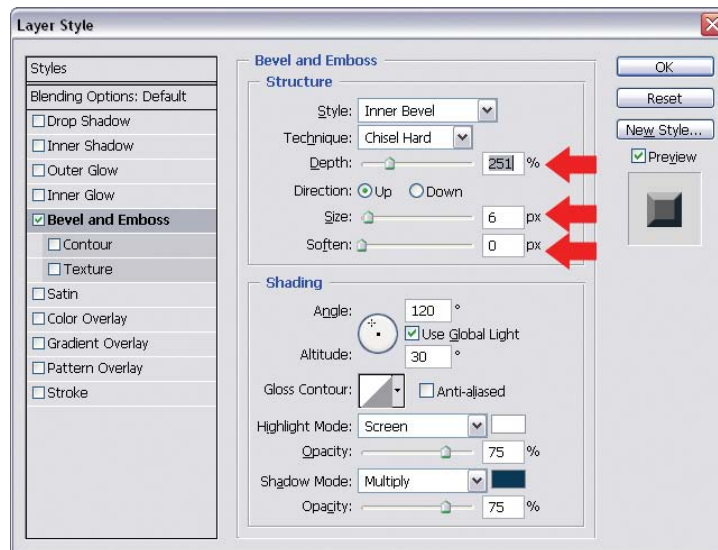 Layer Style
Styles
Blending Options: Default
Drop Shadow
Inner Shadow
Outer Glow
Inner Glow
Bevel and Emboss
Contour
Texture
Satin
Color Overlay
Gradient Overlay
Pattern Overlay
Stroke
Bevel and Emboss
Structure
Style: Inner Bevel
Technique: Chisel Hard
Depth: 251 %
Direction: Up Down
Size: 6 px
Soften: 0 px
Shading
Angle: 120 °
Use Global Light
Altitude: 30 °
Gloss Contour: Anti-aliased
Highlight Mode: Screen
Opacity: 75 %
Shadow Mode: Multiply
Opacity: 75 %
OK
Reset
New Style...
Preview